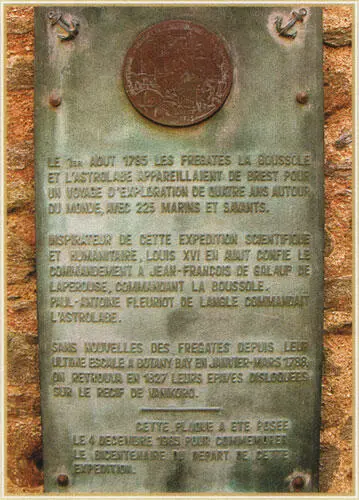 LE 1ER AOUT 1785 LES FREGATES LA BOUSSOLE
ET L'ASTROLABE APPAREILLAIENT DE BREST POUR
UN VOYAGE D'EXPLORATION DE QUATRE ANS AUTOUR
DU MONDE, AVEC 225 MARINS ET SAVANTS.
INSPIRATEUR DE CETTE EXPEDITION SCIENTIFIQUE
ET HUMANITAIRE, LOUIS XVI EN AVAIT CONFIE LE
COMMANDEMENT A JEAN-FRANCOIS DE GALAUP DE
LAPEROUSE, COMMANDANT LA BOUSSOLE.
PAUL-ANTOINE FLEURIOT DE LANGLE COMMANDAIT
L'ASTROLABE.
SANS NOUVELLES DES FREGATES DEPUIS LEUR
ULTIME ESCALE A BOTANY BAY EN JANVIER-MARS 1788,
ON RETROUVA EN 1827 LEURS EPAVES DISLOQUEES
SUR LE RECIF DE VANIKORO.
CETTE PLAQUE A ETE POSEE
LE 4 DECEMBRE 1985 POUR COMMEMORER
LE BICENTENAIRE DU DEPART DE CETTE
EXPEDITION.